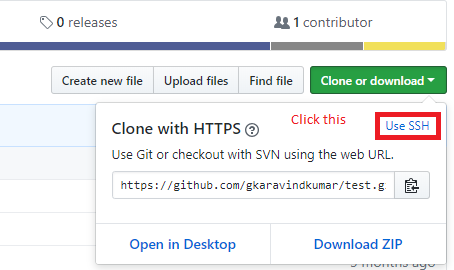 0 releases
1 contributor
Create new file
Upload files
Find file
Clone or download
Clone with HTTPS
Click this
Use SSH
Use Git or checkout with SVN using the web URL.
https://github.com/gkaravindkumar/test.g
Open in Desktop
Download ZIP
months ago